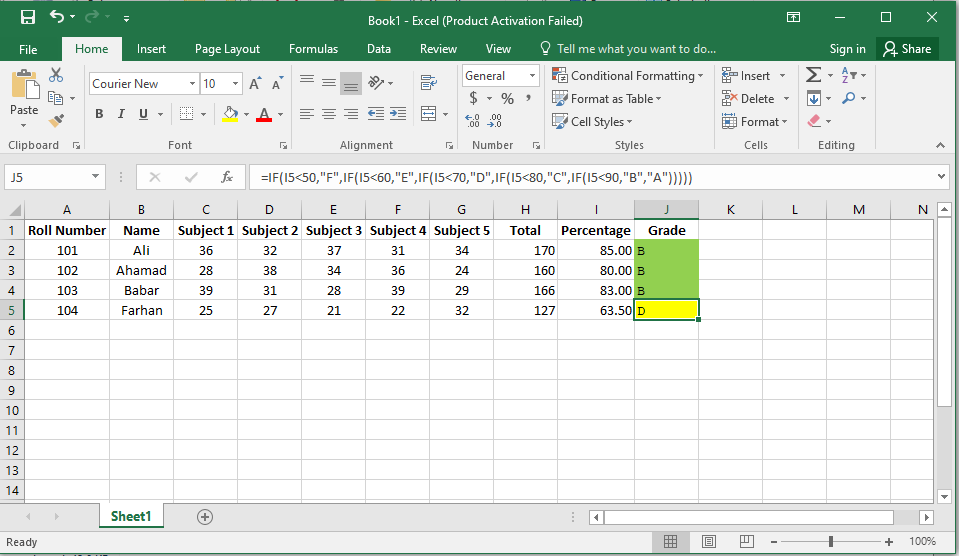 Book1 - Excel (Product Activation Failed)
File Home Insert Page Layout Formulas Data Review View Tell me what you want to do... Sign in Share
Paste
Courier New 10
B I U
A A
A
General
$ % ,
.0 .00
.00 .0
Conditional Formatting
Format as Table
Cell Styles
Insert
Delete
Format
Clipboard Font Alignment Number Styles Cells Editing
J5 fx =IF(I5<50,"F",IF(I5<60,"E",IF(I5<70,"D",IF(I5<80,"C",IF(I5<90,"B","A")))))
A B C D E F G H I J K L M N
1 Roll Number Name Subject 1 Subject 2 Subject 3 Subject 4 Subject 5 Total Percentage Grade
2 101 Ali 36 32 37 31 34 170 85.00 B
3 102 Ahamad 28 38 34 36 24 160 80.00 B
4 103 Babar 39 31 28 39 29 166 83.00 B
5 104 Farhan 25 27 21 22 32 127 63.50 D
6
7
8
9
10
11
12
13
14
Sheet1
Ready 100%